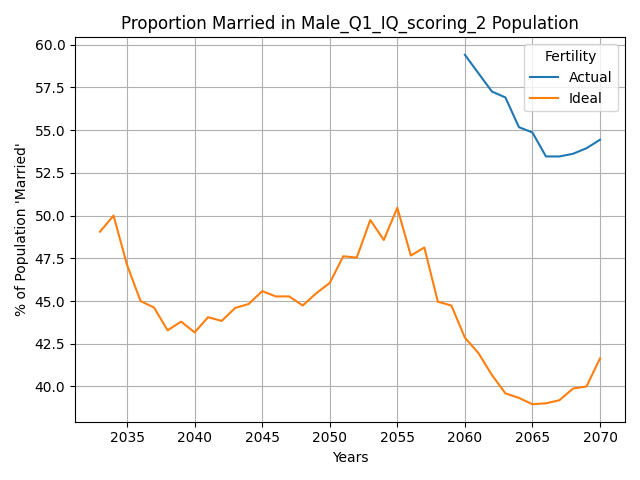 Proportion Married in Male_Q1_IQ_scoring_2 Population
Fertility
Actual
Ideal
% of Population 'Married'
60.0
57.5
55.0
52.5
50.0
47.5
45.0
42.5
40.0
2035 2040 2045 2050 2055 2060 2065 2070
Years